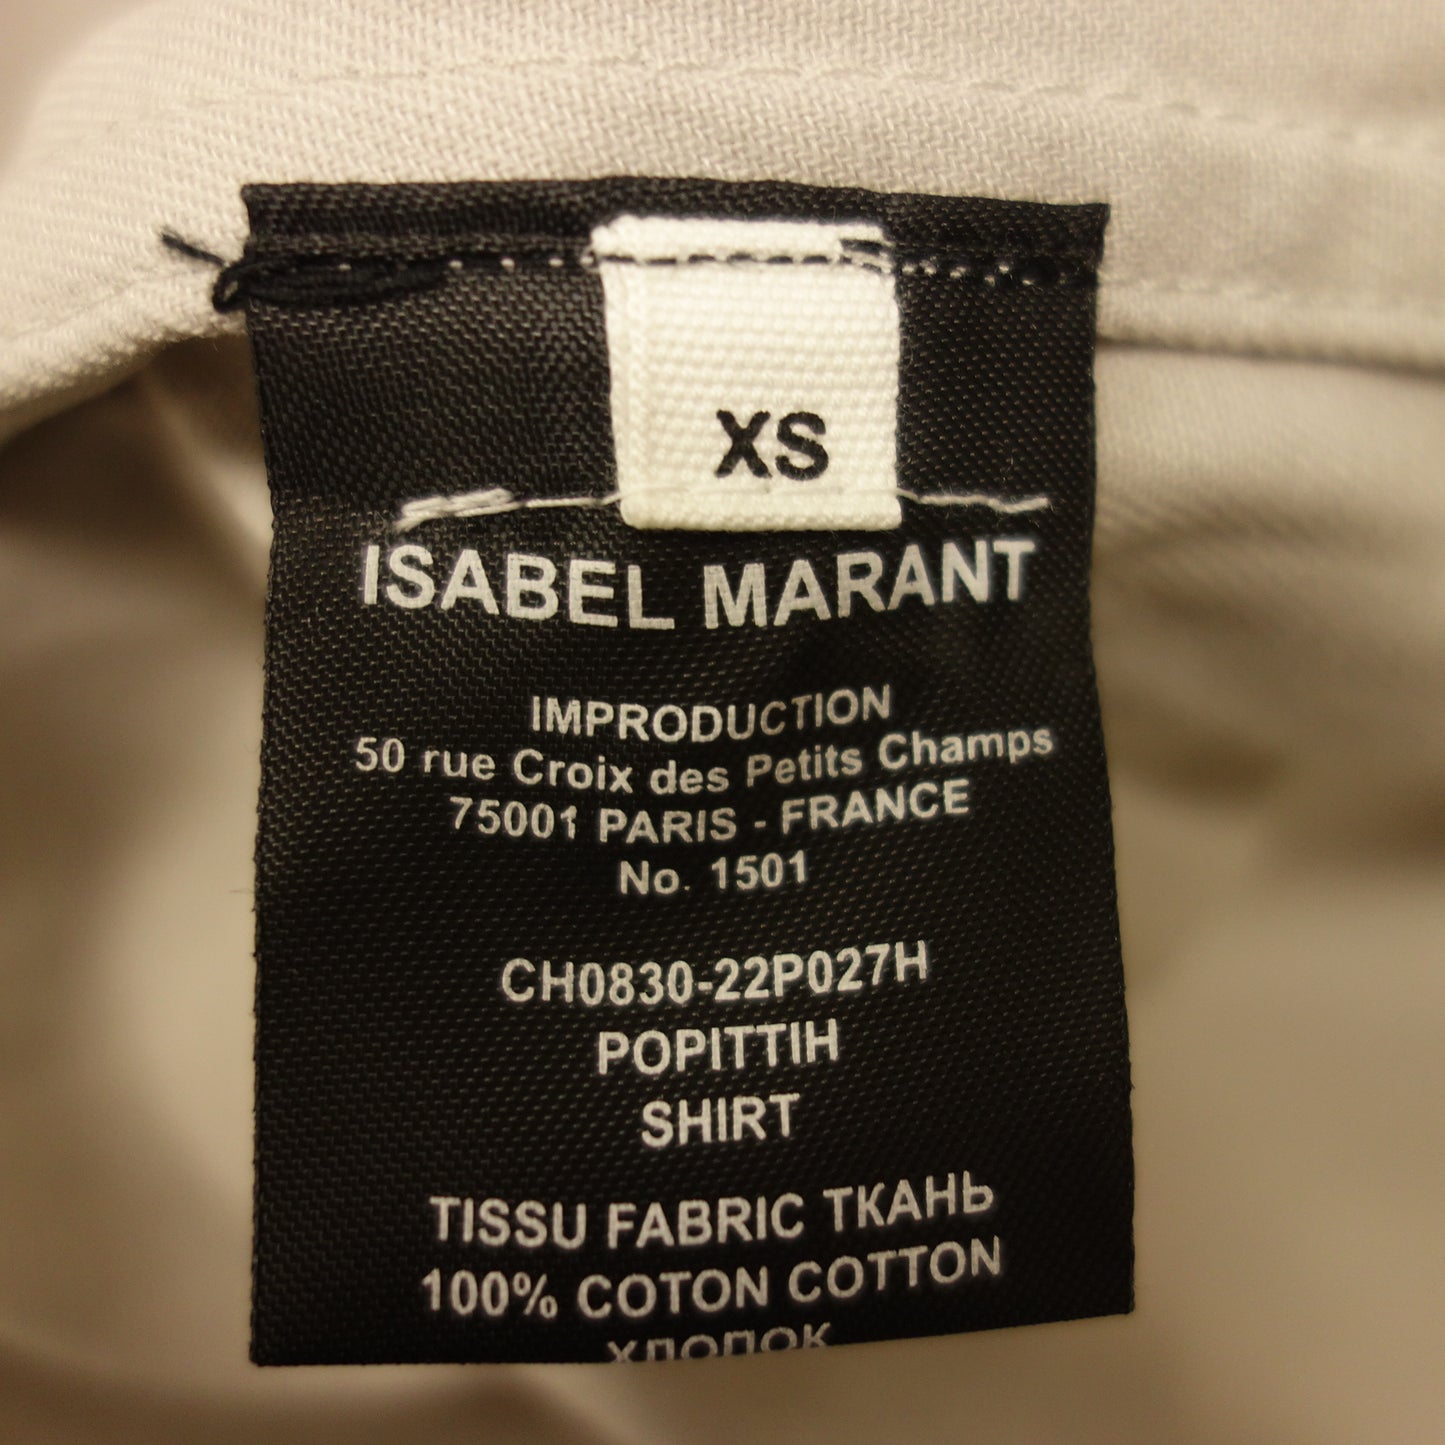 XS
ISABEL MARANT
IMPRODUCTION
50 rue Croix des Petits Champs
75001 PARIS - FRANCE
No. 1501
CH0830-22P027H
POPITTIH
SHIRT
TISSU FABRIC ТКАНЬ
100% COTON COTTON
ХЛОПОК